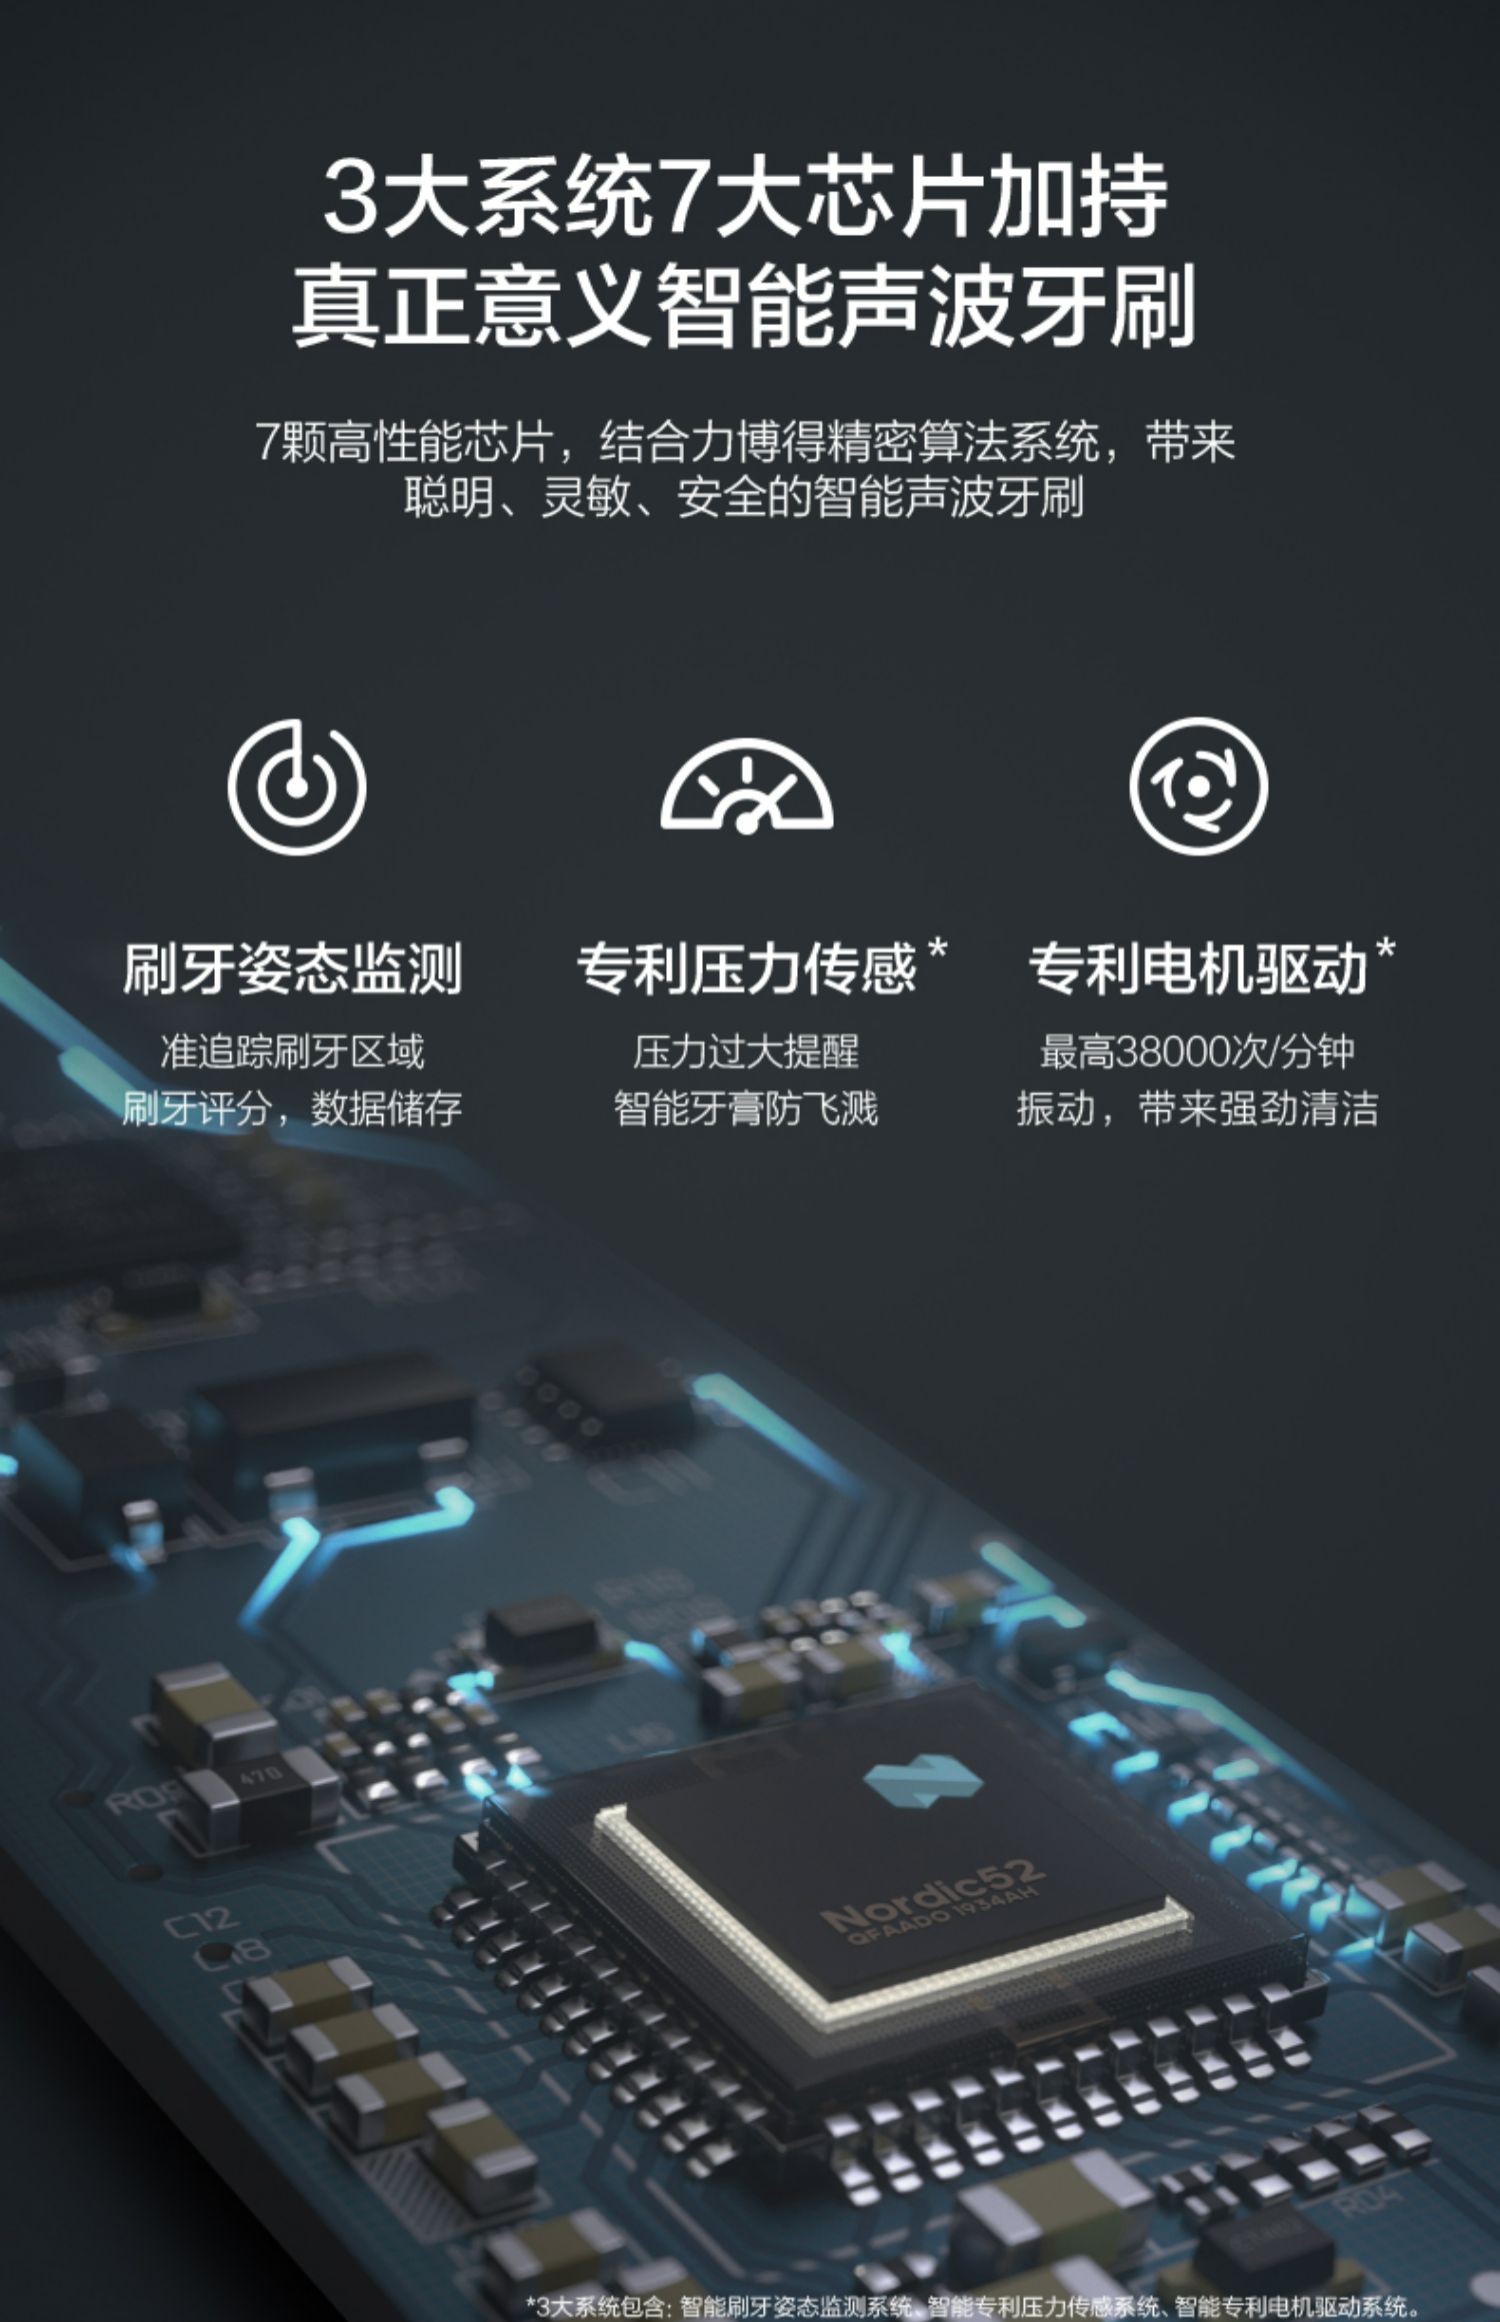 3大系统7大芯片加持
真正意义智能声波牙刷
7颗高性能芯片，结合力博得精密算法系统，带来
聪明、灵敏、安全的智能声波牙刷
刷牙姿态监测
专利压力传感*
专利电机驱动*
准追踪刷牙区域
刷牙评分，数据储存
压力过大提醒
智能牙膏防飞溅
最高38000次/分钟
振动，带来强劲清洁
470
C12
C18
Nordic52
QFAADO 1934AH
R04
*3大系统包含: 智能刷牙姿态监测系统、智能专利压力传感系统、智能专利电机驱动系统。